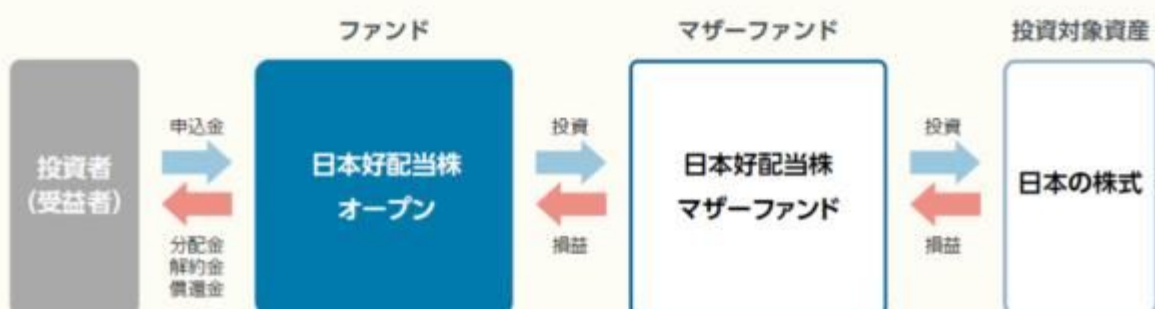 ファンド
マザーファンド
投資対象資産
投資者
(受益者)
申込金
分配金
解約金
償還金
日本好配当株
オープン
投資
損益
日本好配当株
マザーファンド
投資
損益
日本の株式